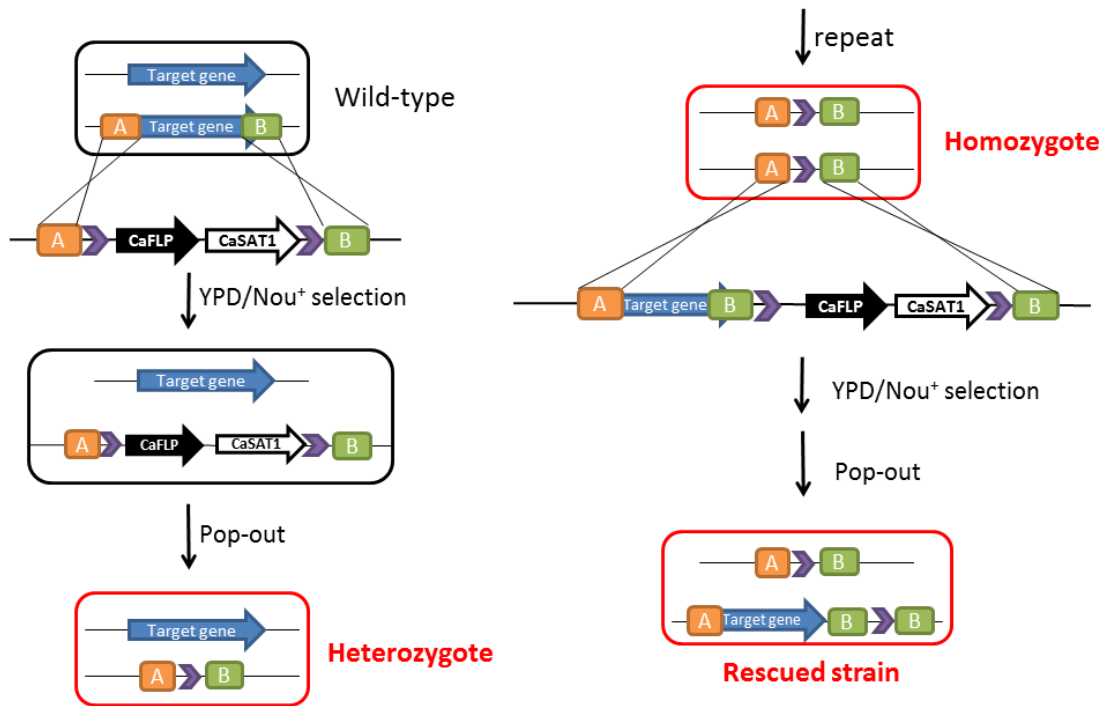 Target gene
Wild-type
A Target gene B
A CaFLP CaSAT1 B
YPD/Nou⁺ selection
Target gene
A CaFLP CaSAT1 B
Pop-out
Target gene
A B
Heterozygote
repeat
A B
Homozygote
A B
A Target gene B CaFLP CaSAT1 B
YPD/Nou⁺ selection
Pop-out
A B
A Target gene B B
Rescued strain